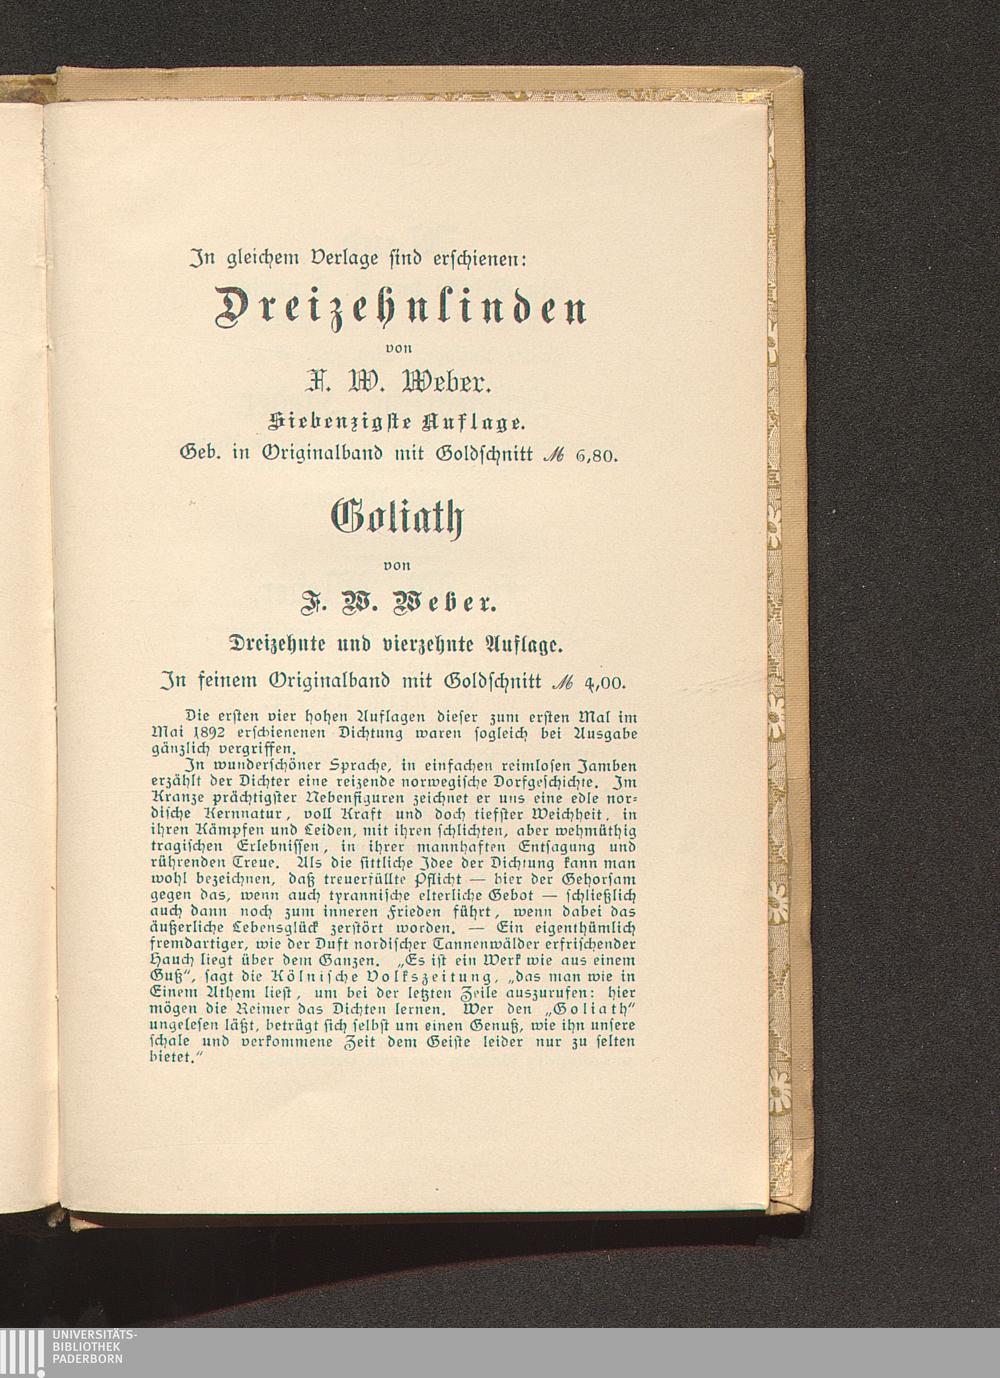 In gleichem Verlage sind erschienen:
Dreizehnlinden
von
F. W. Weber.
Siebenzigste Auflage.
Geb. in Originalband mit Goldschnitt M 6,80.
Goliath
von
F. W. Weber.
Dreizehnte und vierzehnte Auflage.
In feinem Originalband mit Goldschnitt M 4,00.
Die ersten vier hohen Auflagen dieser zum ersten Mal im
Mai 1892 erschienenen Dichtung waren sogleich bei Ausgabe
gänzlich vergriffen.
In wunderschöner Sprache, in einfachen reimlosen Jamben
erzählt der Dichter eine reizende norwegische Dorfgeschichte. Im
Kranze prächtigster Nebenfiguren zeichnet er uns eine edle nor-
dische Kernnatur, voll Kraft und doch tiefster Weichheit, in
ihren Kämpfen und Leiden, mit ihren schlichten, aber wehmüthig
tragischen Erlebnissen, in ihrer mannhaften Entsagung und
rührenden Treue. Als die sittliche Idee der Dichtung kann man
wohl bezeichnen, daß treuerfüllte Pflicht — hier der Gehorsam
gegen das, wenn auch tyrannische elterliche Gebot — schließlich
auch dann noch zum inneren Frieden führt, wenn dabei das
äußerliche Lebensglück zerstört worden. — Ein eigenthümlich
fremdartiger, wie der Duft nordischer Tannenwälder erfrischender
Hauch liegt über dem Ganzen. „Es ist ein Werk wie aus einem
Guß“, sagt die Kölnische Volkszeitung, „das man wie in
Einem Athem liest, um bei der letzten Zeile auszurufen: hier
mögen die Reimer das Dichten lernen. Wer den „Goliath“
ungelesen läßt, betrügt sich selbst um einen Genuß, wie ihn unsere
schale und verkommene Zeit dem Geiste leider nur zu selten
bietet.“
UNIVERSITÄTS-
BIBLIOTHEK
PADERBORN